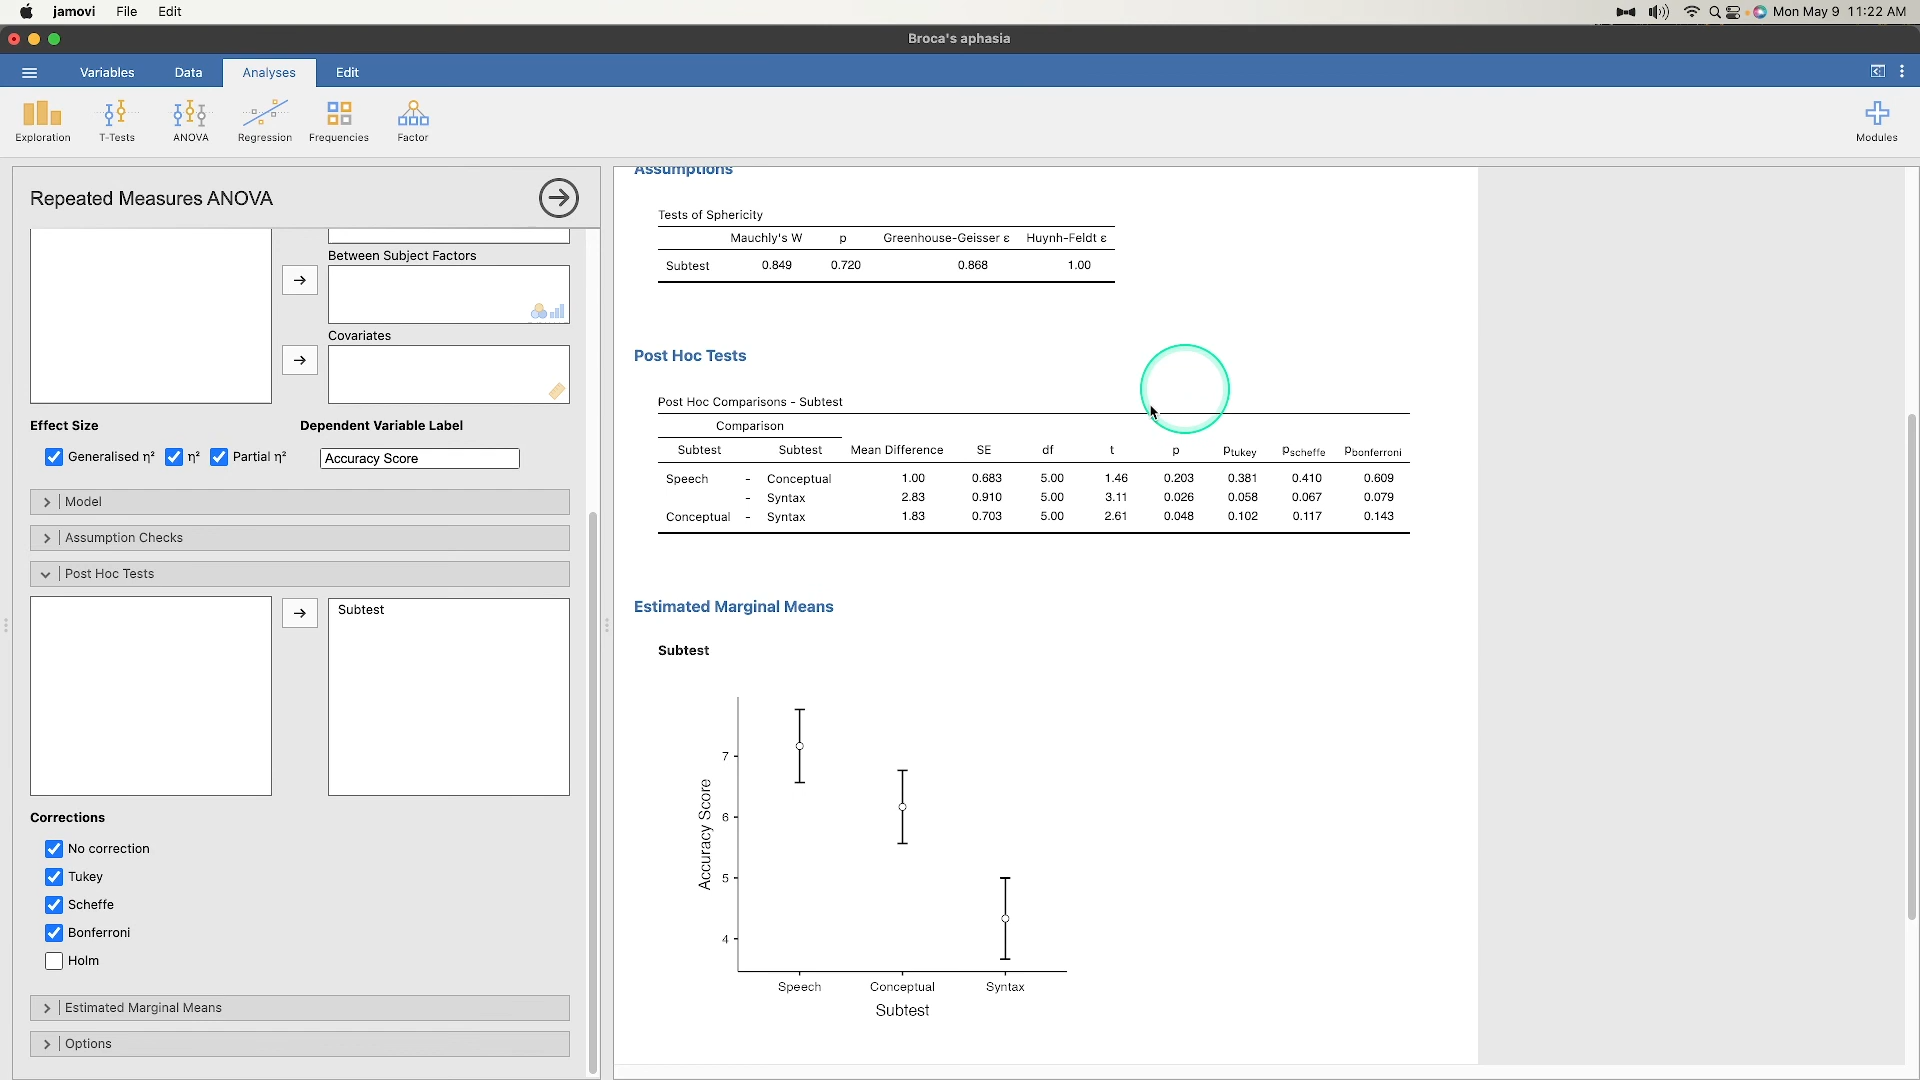 jamovi File Edit Mon May 9 11:22 AM
Broca's aphasia
Variables Data Analyses Edit
Exploration T-Tests ANOVA Regression Frequencies Factor Modules
Repeated Measures ANOVA
Between Subject Factors
Covariates
Effect Size Dependent Variable Label
Generalised η² η² Partial η² Accuracy Score
Model
Assumption Checks
Post Hoc Tests
Subtest
Corrections
No correction
Tukey
Scheffe
Bonferroni
Holm
Estimated Marginal Means
Options
Assumptions
Tests of Sphericity
Mauchly's W p Greenhouse-Geisser ε Huynh-Feldt ε
Subtest 0.849 0.720 0.868 1.00
Post Hoc Tests
Post Hoc Comparisons - Subtest
Comparison
Subtest Subtest Mean Difference SE df t p ptukey pscheffe pbonferroni
Speech - Conceptual 1.00 0.683 5.00 1.46 0.203 0.381 0.410 0.609
- Syntax 2.83 0.910 5.00 3.11 0.026 0.058 0.067 0.079
Conceptual - Syntax 1.83 0.703 5.00 2.61 0.048 0.102 0.117 0.143
Estimated Marginal Means
Subtest
7
6
5
4
Accuracy Score
Speech Conceptual Syntax
Subtest